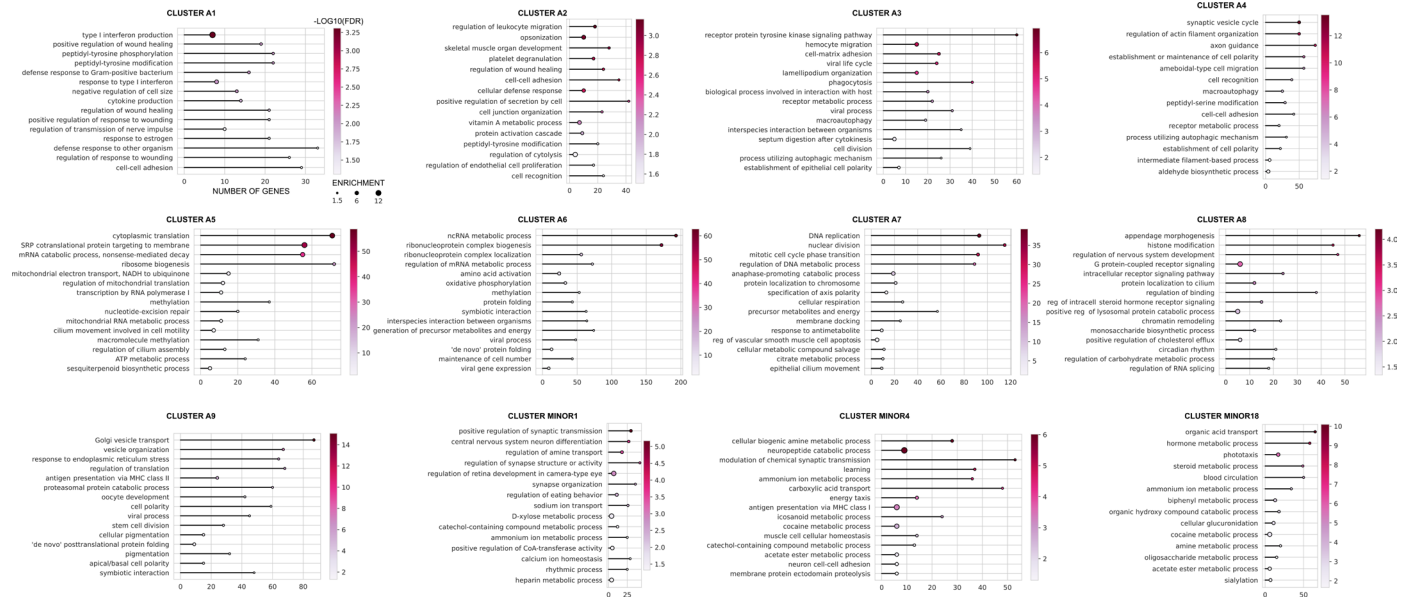 CLUSTER A1
-LOG10(FDR)
type I interferon production
positive regulation of wound healing
peptidyl-tyrosine phosphorylation
peptidyl-tyrosine modification
defense response to Gram-positive bacterium
response to type I interferon
negative regulation of cell size
cytokine production
regulation of wound healing
positive regulation of response to wounding
regulation of transmission of nerve impulse
response to estrogen
defense response to other organism
regulation of response to wounding
cell-cell adhesion
0 10 20 30
NUMBER OF GENES
3.25
3.00
2.75
2.50
2.25
2.00
1.75
1.50
ENRICHMENT
1.5 6 12
CLUSTER A2
regulation of leukocyte migration
opsonization
skeletal muscle organ development
platelet degranulation
regulation of wound healing
cell-cell adhesion
cellular defense response
positive regulation of secretion by cell
cell junction organization
vitamin A metabolic process
protein activation cascade
peptidyl-tyrosine modification
regulation of cytolysis
regulation of endothelial cell proliferation
cell recognition
0 20 40
3.0
2.8
2.6
2.4
2.2
2.0
1.8
1.6
CLUSTER A3
receptor protein tyrosine kinase signaling pathway
hemocyte migration
cell-matrix adhesion
viral life cycle
lamellipodium organization
phagocytosis
biological process involved in interaction with host
receptor metabolic process
viral process
macroautophagy
interspecies interaction between organisms
septum digestion after cytokinesis
cell division
process utilizing autophagic mechanism
establishment of epithelial cell polarity
0 10 20 30 40 50 60
6
5
4
3
2
CLUSTER A4
synaptic vesicle cycle
regulation of actin filament organization
axon guidance
establishment or maintenance of cell polarity
ameboidal-type cell migration
cell recognition
macroautophagy
peptidyl-serine modification
cell-cell adhesion
receptor metabolic process
process utilizing autophagic mechanism
establishment of cell polarity
intermediate filament-based process
aldehyde biosynthetic process
0 50
12
10
8
6
4
2
CLUSTER A5
cytoplasmic translation
SRP cotranslational protein targeting to membrane
mRNA catabolic process, nonsense-mediated decay
ribosome biogenesis
mitochondrial electron transport, NADH to ubiquinone
regulation of mitochondrial translation
transcription by RNA polymerase I
methylation
nucleotide-excision repair
mitochondrial RNA metabolic process
cilium movement involved in cell motility
macromolecule methylation
regulation of cilium assembly
ATP metabolic process
sesquiterpenoid biosynthetic process
0 20 40 60
50
40
30
20
10
CLUSTER A6
ncRNA metabolic process
ribonucleoprotein complex biogenesis
ribonucleoprotein complex localization
regulation of mRNA metabolic process
amino acid activation
oxidative phosphorylation
methylation
protein folding
symbiotic interaction
interspecies interaction between organisms
generation of precursor metabolites and energy
viral process
'de novo' protein folding
maintenance of cell number
viral gene expression
0 50 100 150 200
60
50
40
30
20
10
CLUSTER A7
DNA replication
nuclear division
mitotic cell cycle phase transition
regulation of DNA metabolic process
anaphase-promoting catabolic process
protein localization to chromosome
specification of axis polarity
cellular respiration
precursor metabolites and energy
membrane docking
response to antimetabolite
reg of vascular smooth muscle cell apoptosis
cellular metabolic compound salvage
citrate metabolic process
epithelial cilium movement
0 20 40 60 80 100 120
35
30
25
20
15
10
5
CLUSTER A8
appendage morphogenesis
histone modification
regulation of nervous system development
G protein-coupled receptor signaling
intracellular receptor signaling pathway
protein localization to cilium
regulation of binding
reg of intracell steroid hormone receptor signaling
positive reg  of lysosomal protein catabolic process
chromatin remodeling
monosaccharide biosynthetic process
positive regulation of cholesterol efflux
circadian rhythm
regulation of carbohydrate metabolic process
regulation of RNA splicing
0 10 20 30 40 50
4.0
3.5
3.0
2.5
2.0
1.5
CLUSTER A9
Golgi vesicle transport
vesicle organization
response to endoplasmic reticulum stress
regulation of translation
antigen presentation via MHC class II
proteasomal protein catabolic process
oocyte development
cell polarity
viral process
stem cell division
cellular pigmentation
'de novo' posttranslational protein folding
pigmentation
apical/basal cell polarity
symbiotic interaction
0 20 40 60 80
14
12
10
8
6
4
2
CLUSTER MINOR1
positive regulation of synaptic transmission
central nervous system neuron differentiation
regulation of amine transport
regulation of synapse structure or activity
regulation of retina development in camera-type eye
synapse organization
regulation of eating behavior
sodium ion transport
D-xylose metabolic process
catechol-containing compound metabolic process
ammonium ion metabolic process
positive regulation of CoA-transferase activity
calcium ion homeostasis
rhythmic process
heparin metabolic process
0 25
5.0
4.5
4.0
3.5
3.0
2.5
2.0
1.5
CLUSTER MINOR4
cellular biogenic amine metabolic process
neuropeptide catabolic process
modulation of chemical synaptic transmission
learning
ammonium ion metabolic process
carboxylic acid transport
energy taxis
antigen presentation via MHC class I
icosanoid metabolic process
cocaine metabolic process
muscle cell cellular homeostasis
catechol-containing compound metabolic process
acetate ester metabolic process
neuron cell-cell adhesion
membrane protein ectodomain proteolysis
0 10 20 30 40 50
6
5
4
3
2
CLUSTER MINOR18
organic acid transport
hormone metabolic process
phototaxis
steroid metabolic process
blood circulation
ammonium ion metabolic process
biphenyl metabolic process
organic hydroxy compound catabolic process
cellular glucuronidation
cocaine metabolic process
amine metabolic process
oligosaccharide metabolic process
acetate ester metabolic process
sialylation
0 50
10
9
8
7
6
5
4
3
2